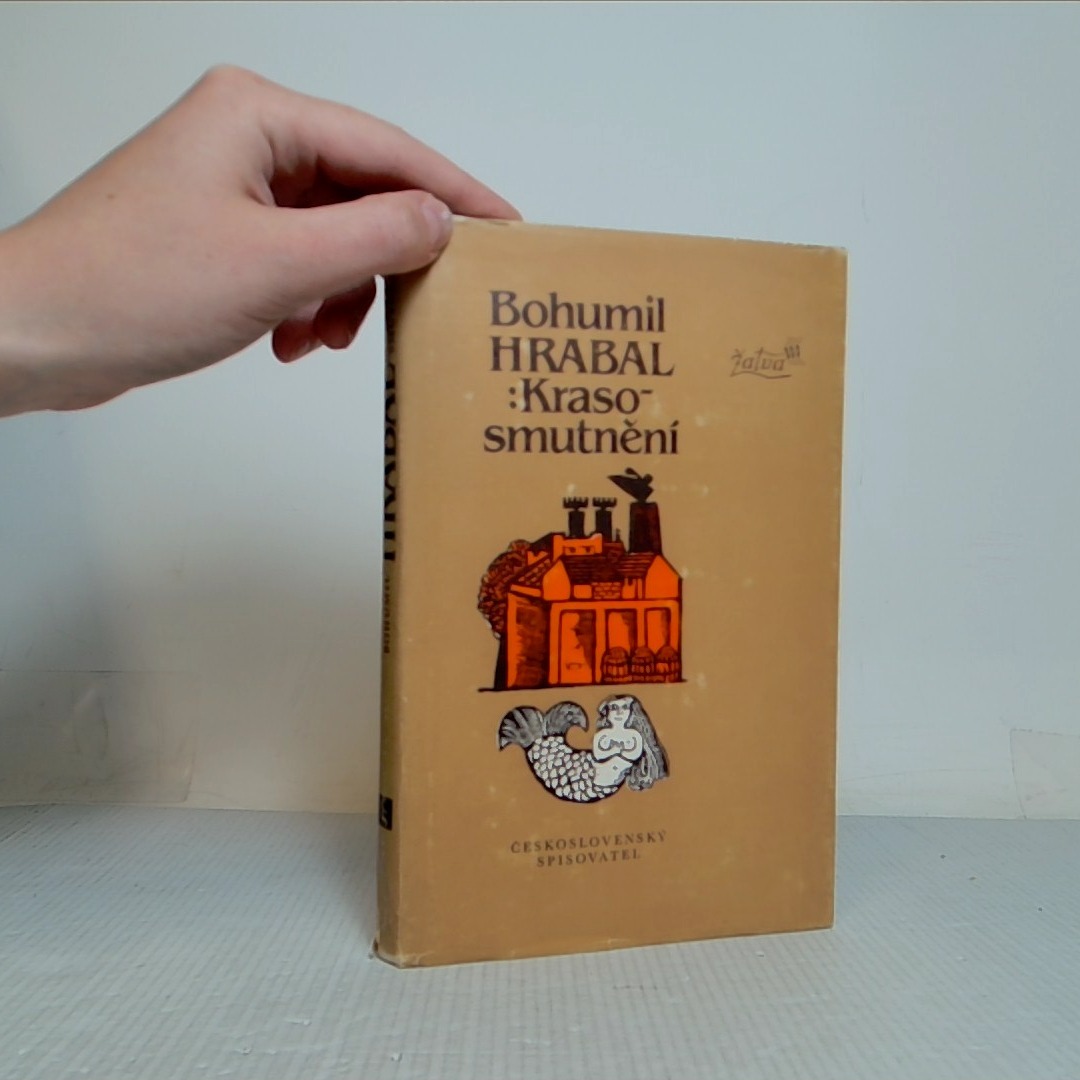 Bohumil
HRABAL
:Kraso-
smutnění
žatva
ČESKOSLOVENSKÝ
SPISOVATEL
HRABAL